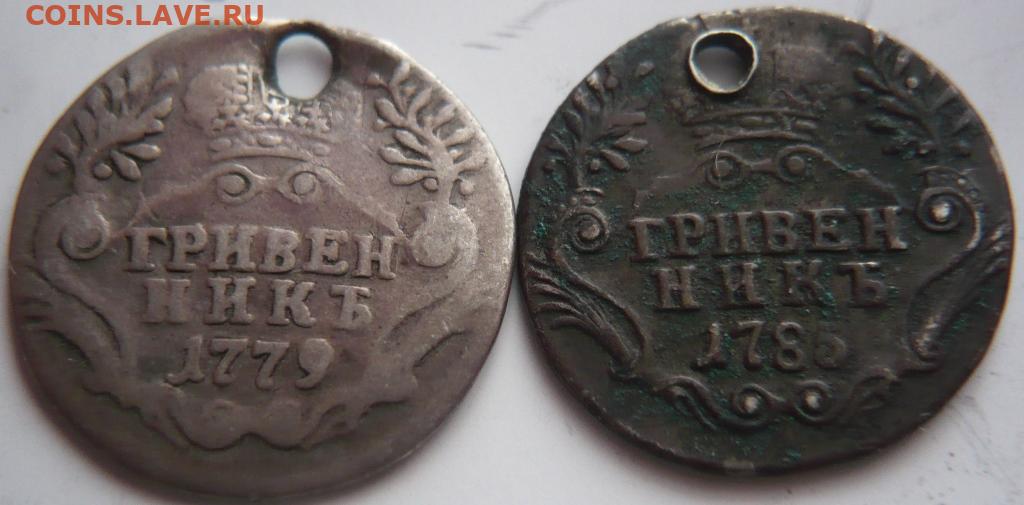 COINS.LAVE.RU
ГРИВЕН
НИКЪ
1779
ГРИВЕН
НИКЪ
1785